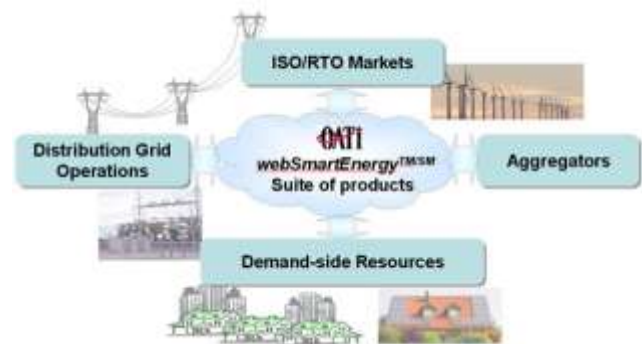 ISO/RTO Markets
OATi
webSmartEnergy™/SM
Suite of products
Distribution Grid
Operations
Aggregators
Demand-side Resources